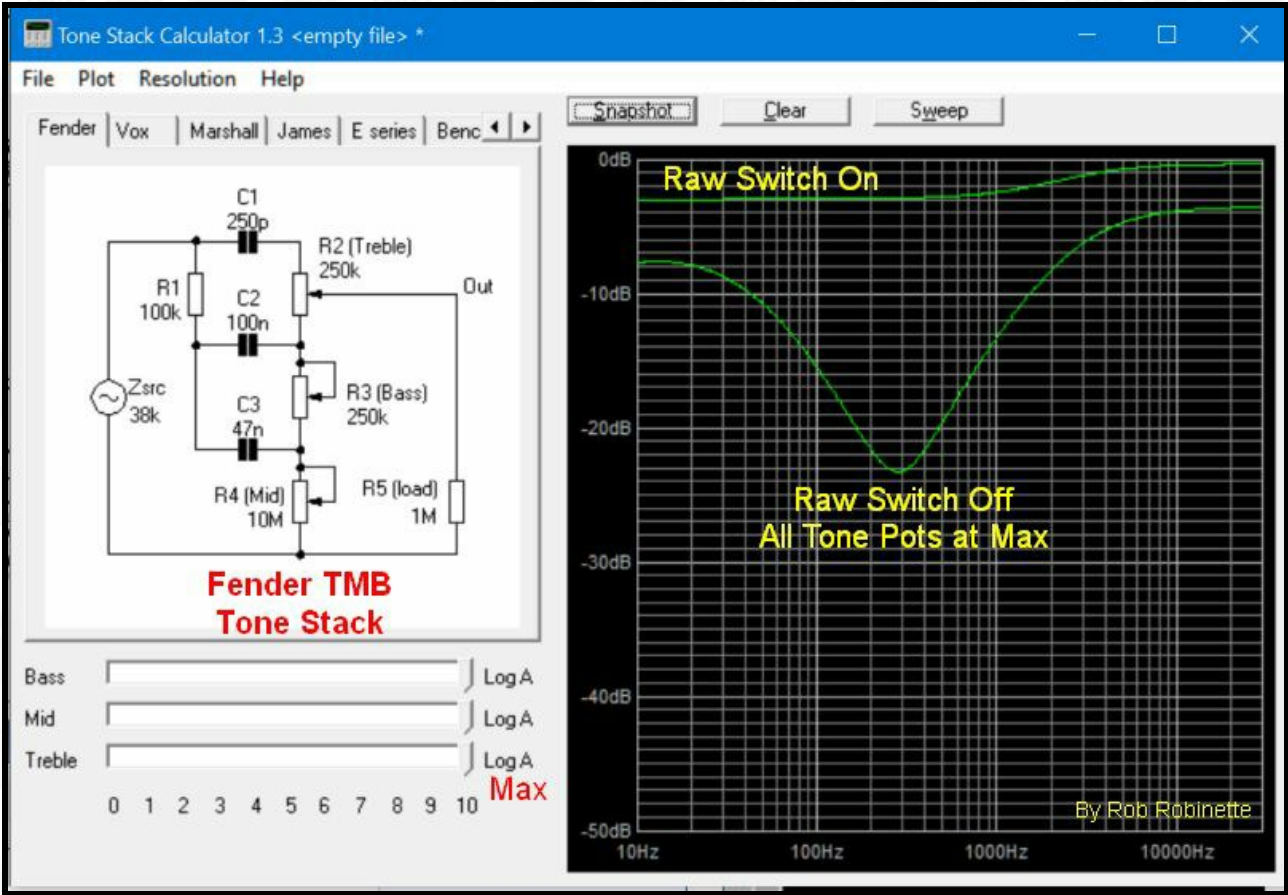 Tone Stack Calculator 1.3 <empty file> *
File Plot Resolution Help
Fender Vox Marshall James E series Benc
Snapshot Clear Sweep
C1
250p
R2 (Treble)
250k
Out
R1
100k
C2
100n
Zsrc
38k
R3 (Bass)
250k
C3
47n
R4 (Mid)
10M
R5 (load)
1M
Fender TMB
Tone Stack
Bass Log A
Mid Log A
Treble Log A
Max
0 1 2 3 4 5 6 7 8 9 10
0dB
Raw Switch On
-10dB
-20dB
Raw Switch Off
All Tone Pots at Max
-30dB
-40dB
By Rob Robinette
-50dB
10Hz 100Hz 1000Hz 10000Hz